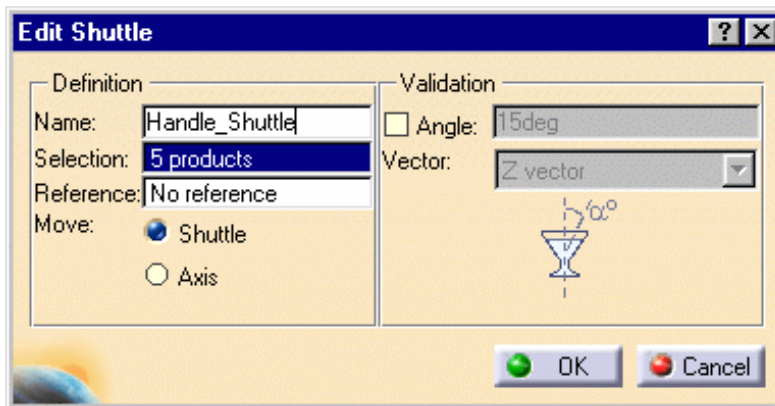 Edit Shuttle
Definition
Name: Handle_Shuttle
Selection: 5 products
Reference: No reference
Move: Shuttle
Axis
Validation
Angle: 15deg
Vector: Z vector
α°
OK Cancel